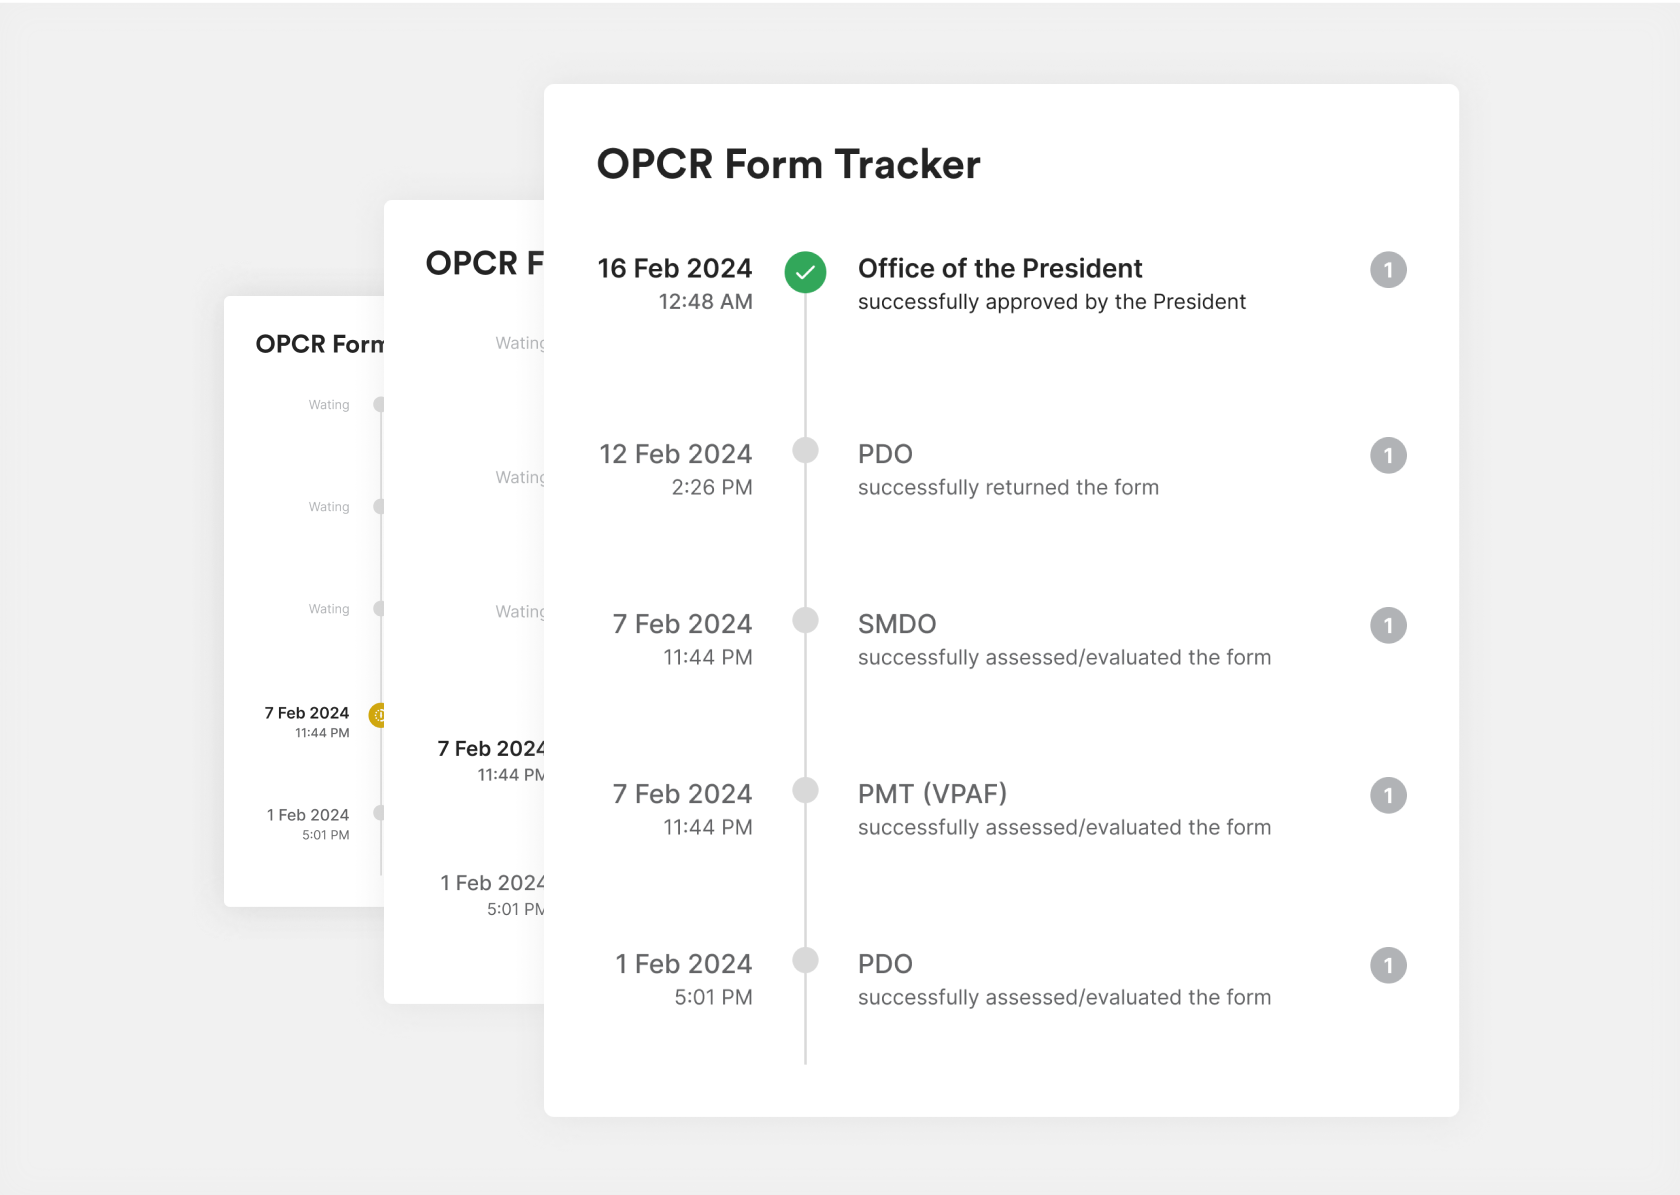 OPCR Form Tracker
16 Feb 2024
12:48 AM
Office of the President
successfully approved by the President
1
12 Feb 2024
2:26 PM
PDO
successfully returned the form
1
7 Feb 2024
11:44 PM
SMDO
successfully assessed/evaluated the form
1
7 Feb 2024
11:44 PM
PMT (VPAF)
successfully assessed/evaluated the form
1
1 Feb 2024
5:01 PM
PDO
successfully assessed/evaluated the form
1
OPCR F
Wating
Wating
Wating
7 Feb 2024
11:44 PM
1 Feb 2024
5:01 PM
OPCR Form
Wating
Wating
Wating
7 Feb 2024
11:44 PM
1 Feb 2024
5:01 PM